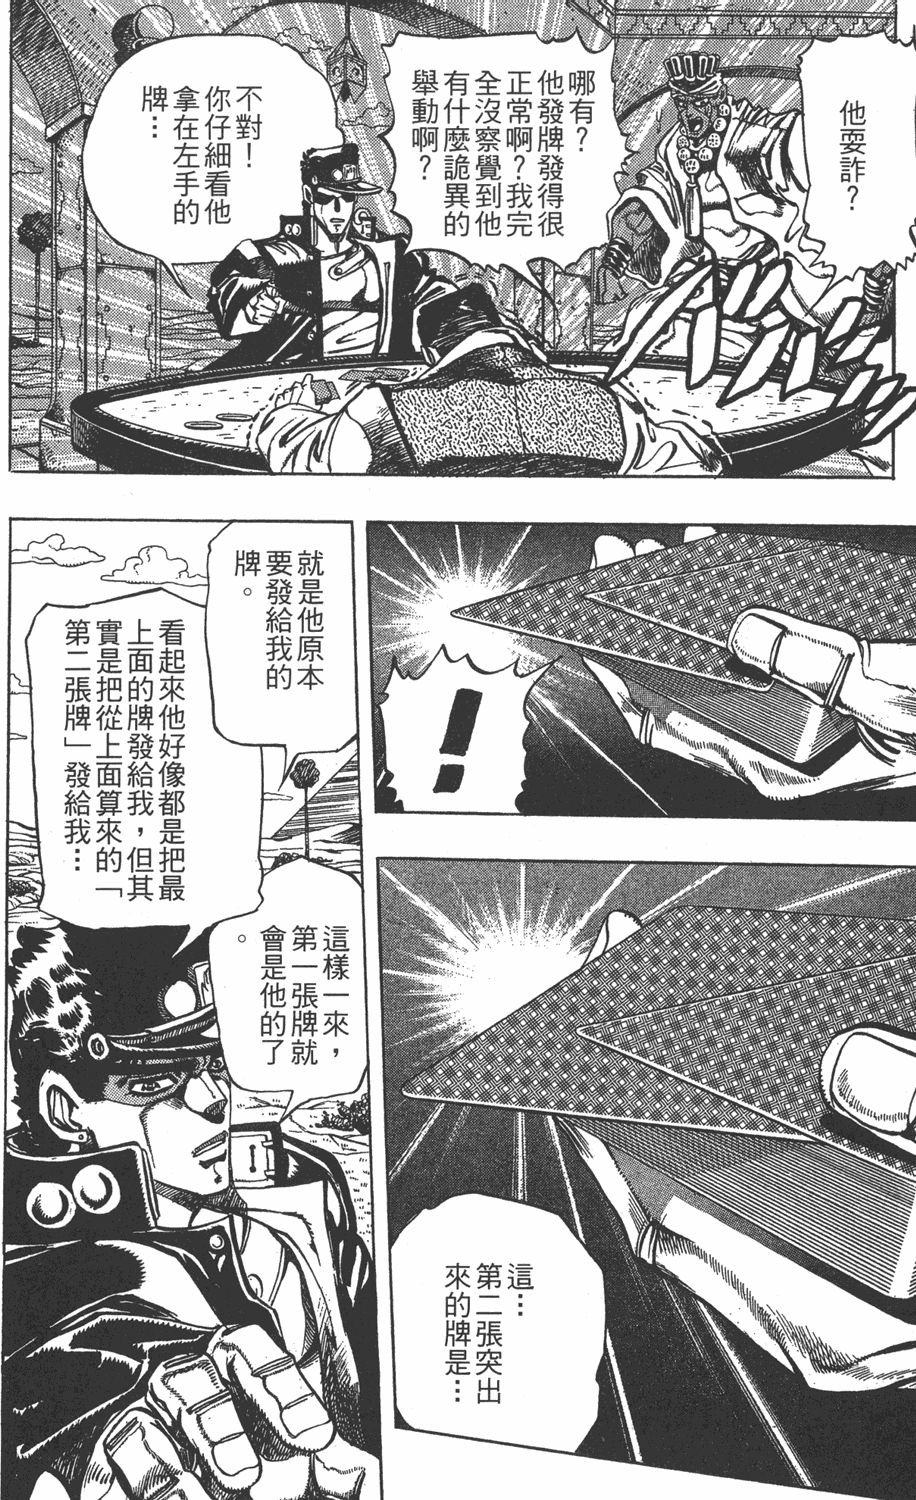 他耍詐？
哪有？
他發牌發得很
正常啊？我完
全沒察覺到他
有什麼詭異的
舉動啊？
不對！
你仔細看他
拿在左手的
牌…
！
這…
第二張突出
來的牌是…
就是他原本
要發給我的
牌。
看起來他好像都是把最
上面的牌發給我，但其
實是把從上面算來的「
第二張牌」發給我…
這樣一來，
第一張牌就
會是他的了
。